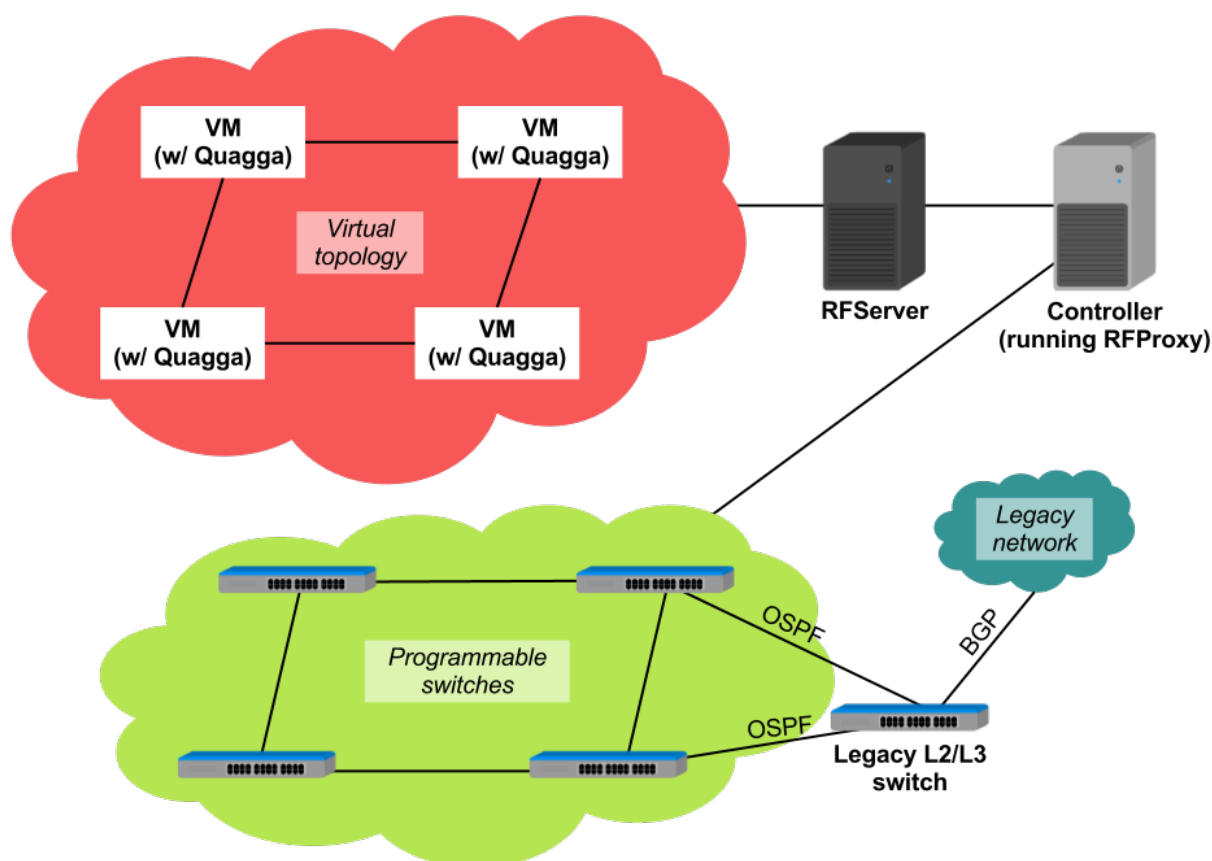 VM
(w/ Quagga)
VM
(w/ Quagga)
Virtual
topology
VM
(w/ Quagga)
VM
(w/ Quagga)
RFServer
Controller
(running RFProxy)
Legacy
network
OSPF
BGP
Programmable
switches
OSPF
Legacy L2/L3
switch